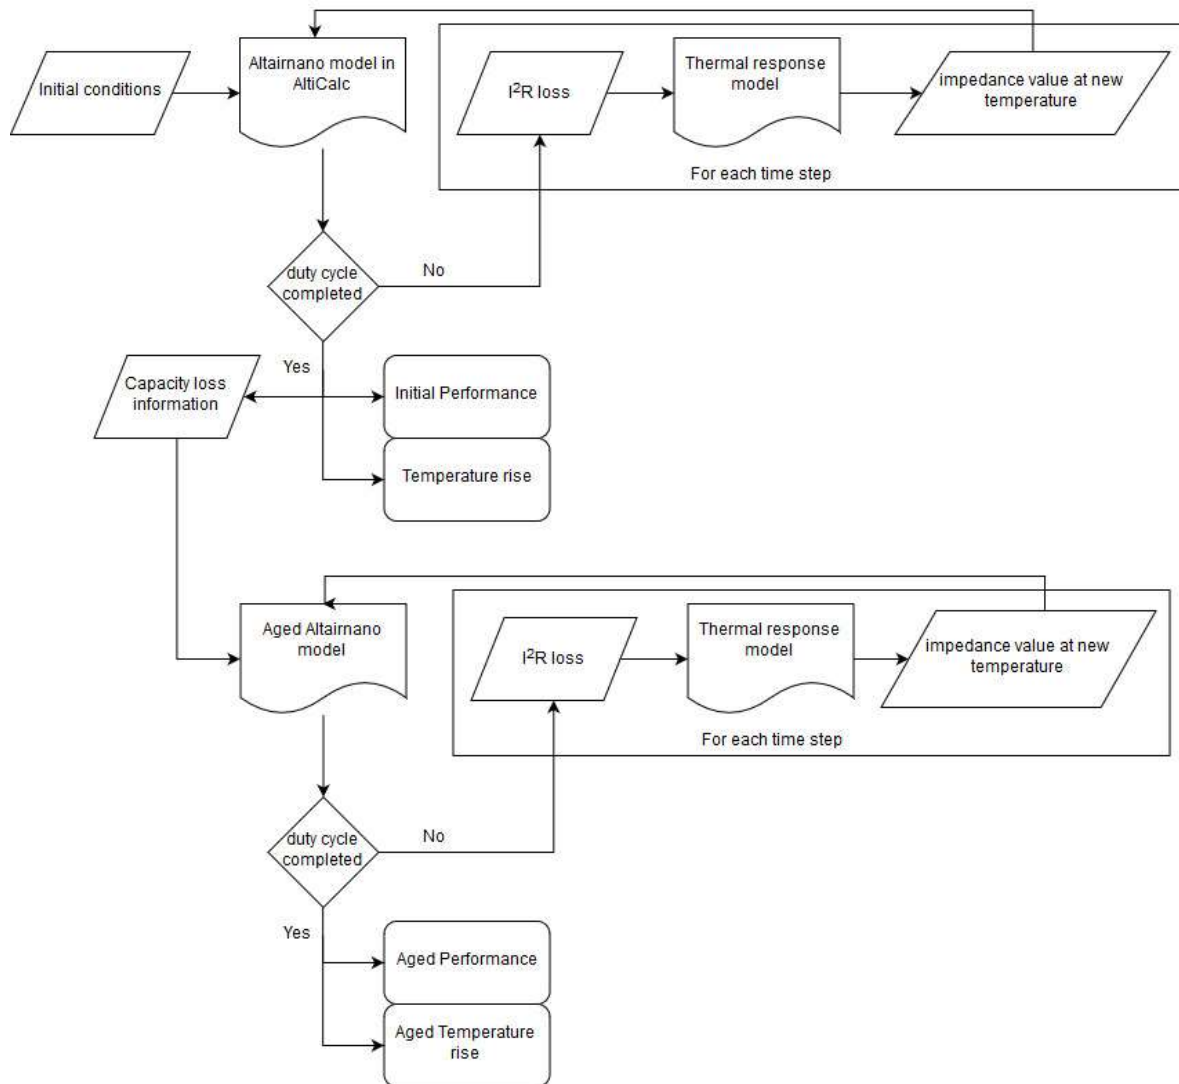 Initial conditions
Altairnano model in
AltiCalc
I²R loss
Thermal response
model
impedance value at new
temperature
For each time step
duty cycle
completed
No
Yes
Capacity loss
information
Initial Performance
Temperature rise
Aged Altairnano
model
I²R loss
Thermal response
model
impedance value at new
temperature
For each time step
duty cycle
completed
No
Yes
Aged Performance
Aged Temperature
rise